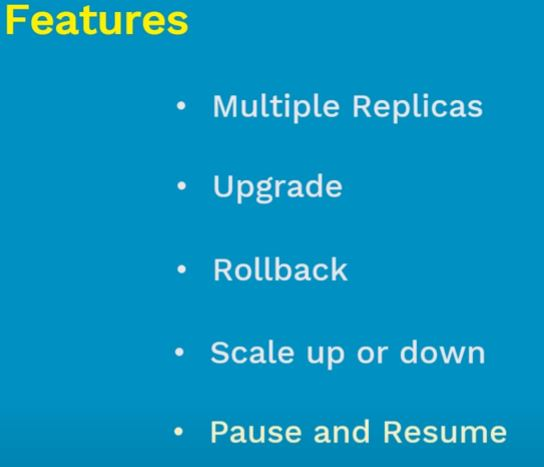 Features
• Multiple Replicas
• Upgrade
• Rollback
• Scale up or down
• Pause and Resume